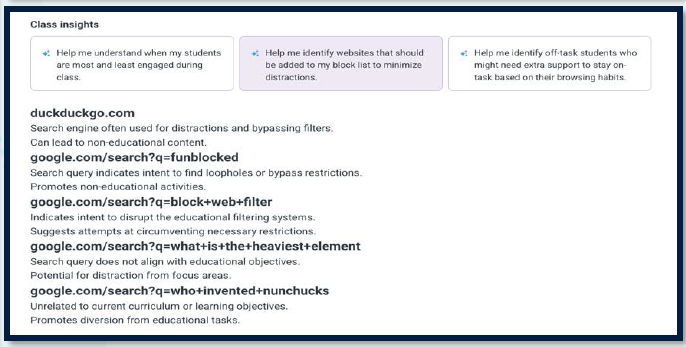 Class insights
Help me understand when my students
are most and least engaged during
class.
Help me identify websites that should
be added to my block list to minimize
distractions.
Help me identify off-task students who
might need extra support to stay on-
task based on their browsing habits.
duckduckgo.com
Search engine often used for distractions and bypassing filters.
Can lead to non-educational content.
google.com/search?q=funblocked
Search query indicates intent to find loopholes or bypass restrictions.
Promotes non-educational activities.
google.com/search?q=block+web+filter
Indicates intent to disrupt the educational filtering systems.
Suggests attempts at circumventing necessary restrictions.
google.com/search?q=what+is+the+heaviest+element
Search query does not align with educational objectives.
Potential for distraction from focus areas.
google.com/search?q=who+invented+nunchucks
Unrelated to current curriculum or learning objectives.
Promotes diversion from educational tasks.